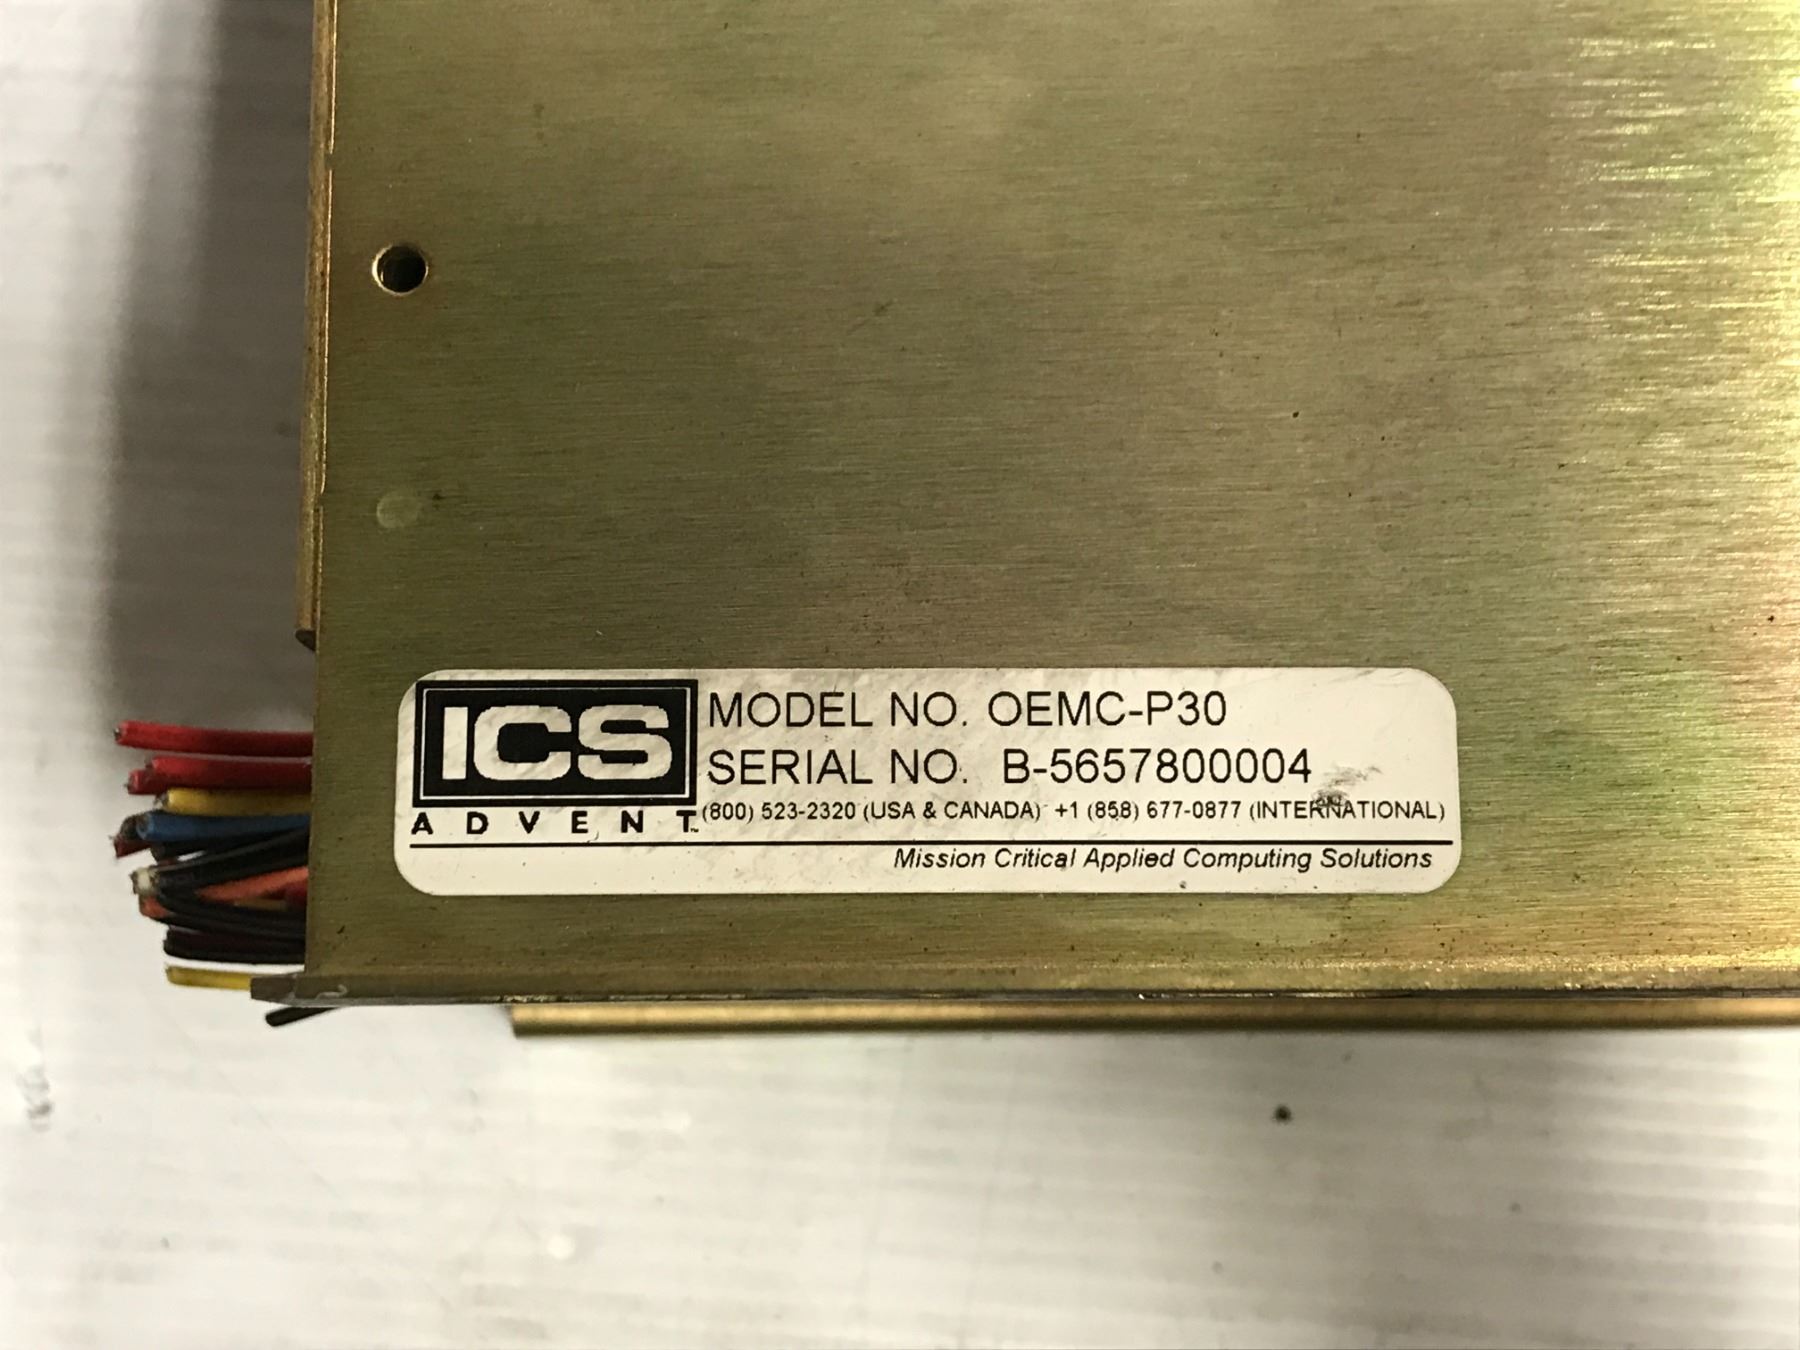 ICS
ADVENT™
MODEL NO. OEMC-P30
SERIAL NO. B-5657800004
(800) 523-2320 (USA & CANADA) +1 (858) 677-0877 (INTERNATIONAL)
Mission Critical Applied Computing Solutions